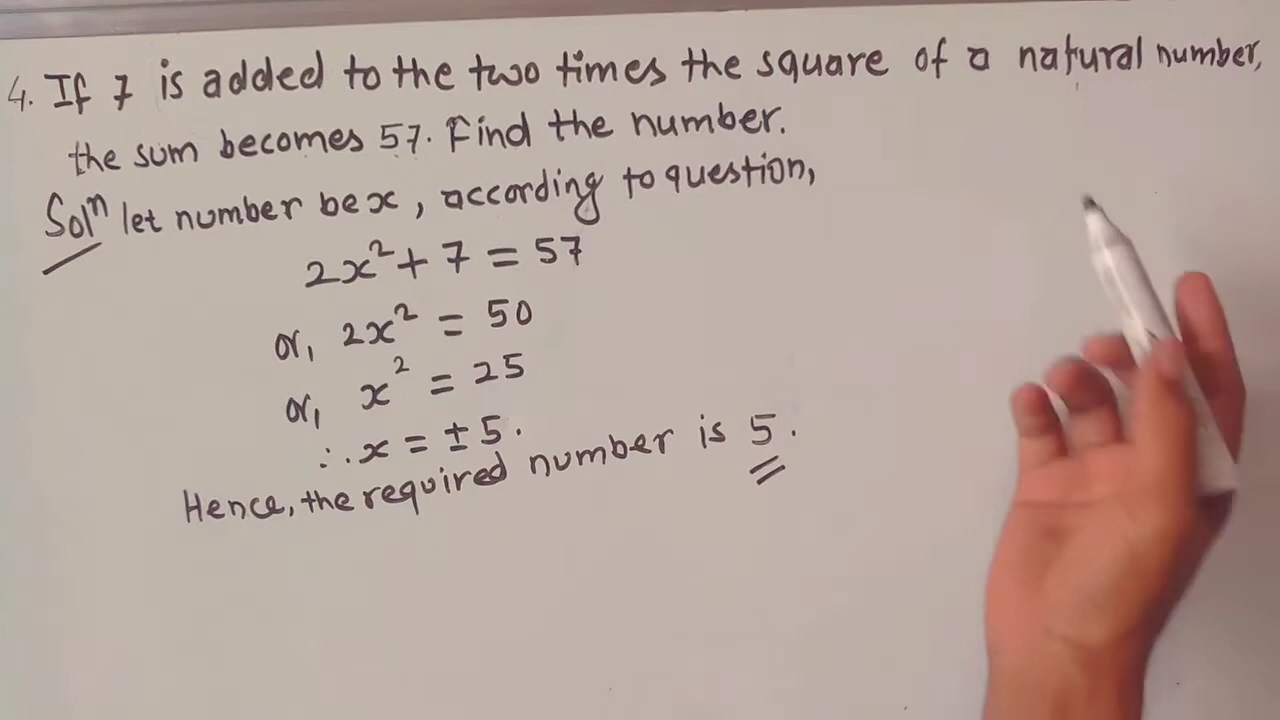 4. If 7 is added to the two times the square of a natural number,
the sum becomes 57. Find the number.
Solⁿ let number be x, according to question,
2x² + 7 = 57
or, 2x² = 50
or, x² = 25
∴ x = ± 5.
Hence, the required number is 5.